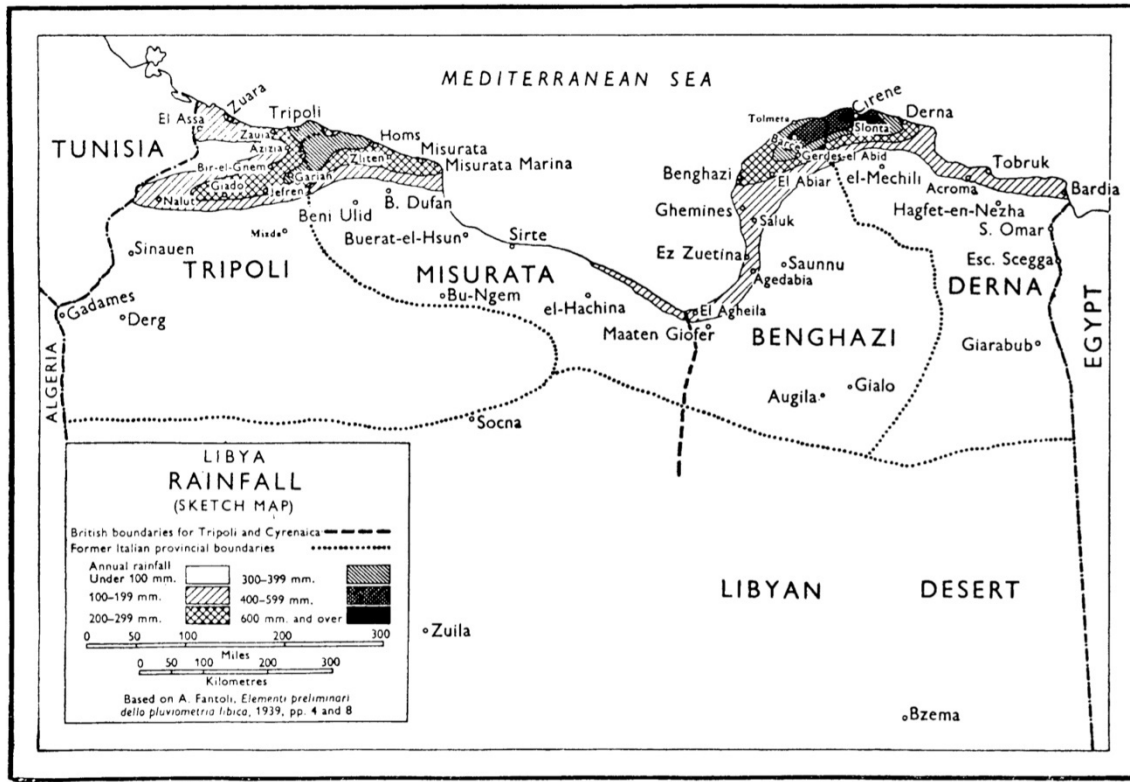 MEDITERRANEAN SEA
TUNISIA
El Assa
Zuara
Tripoli
Zauia
Azizia
Bir-el-Gnem
Giado
Jefren
Garian
Nalut
Homs
Zliten
Misurata
Misurata Marina
Beni Ulid
B. Dufan
Mizda
Sinauen
TRIPOLI
Buerat-el-Hsun
Sirte
MISURATA
Gadames
Derg
Bu-Ngem
el-Hachina
ALGERIA
Socna
Tolmeta
Cirene
Derna
Slonta
Barce
Gerdes-el Abid
Benghazi
El Abiar
el-Mechili
Tobruk
Acroma
Bardia
Ghemines
Saluk
Hagfet-en-Nezha
S. Omar
Ez Zuetina
Saunnu
Agedabia
Esc. Scegga
DERNA
El Agheila
Maaten Giofer
BENGHAZI
Giarabub
EGYPT
Augila
Gialo
LIBYA
RAINFALL
(SKETCH MAP)
British boundaries for Tripoli and Cyrenaica
Former Italian provincial boundaries
Annual rainfall
Under 100 mm.
300–399 mm.
100–199 mm.
400–599 mm.
200–299 mm.
600 mm. and over
0 50 100 200 300
Miles
0 50 100 200 300
Kilometres
Based on A. Fantoli, Elementi preliminari
dello pluviometria libica, 1939, pp. 4 and 8
LIBYAN DESERT
Zuila
Bzema